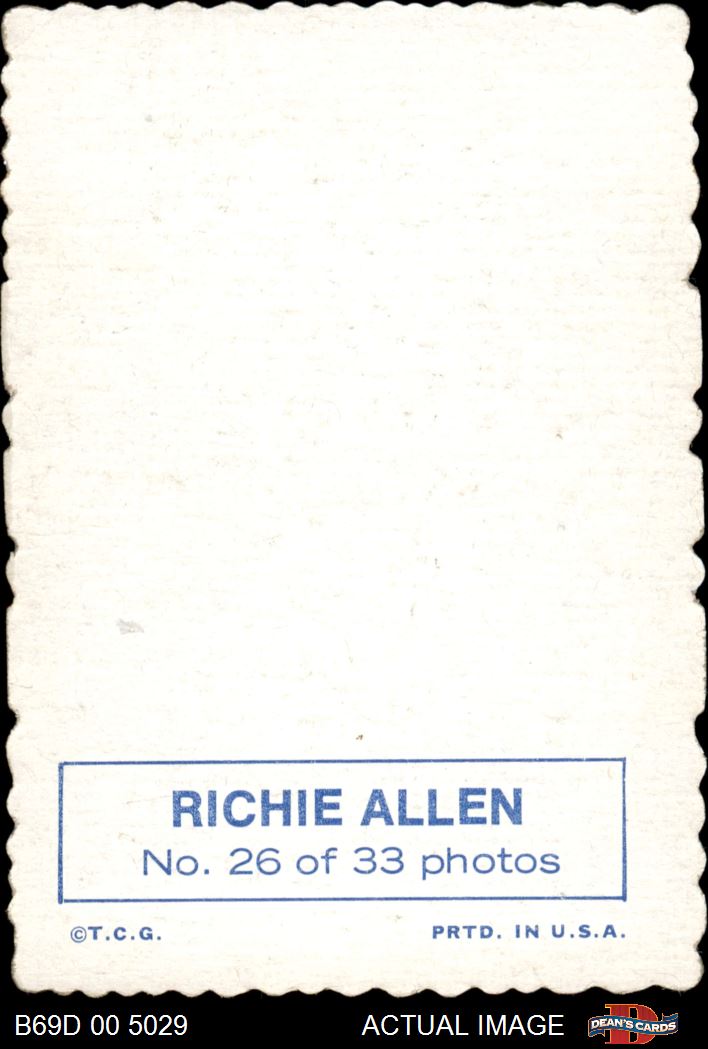 RICHIE ALLEN
No. 26 of 33 photos
©T.C.G.
PRTD. IN U.S.A.
B69D 00 5029
ACTUAL IMAGE
D
DEAN'S CARDS